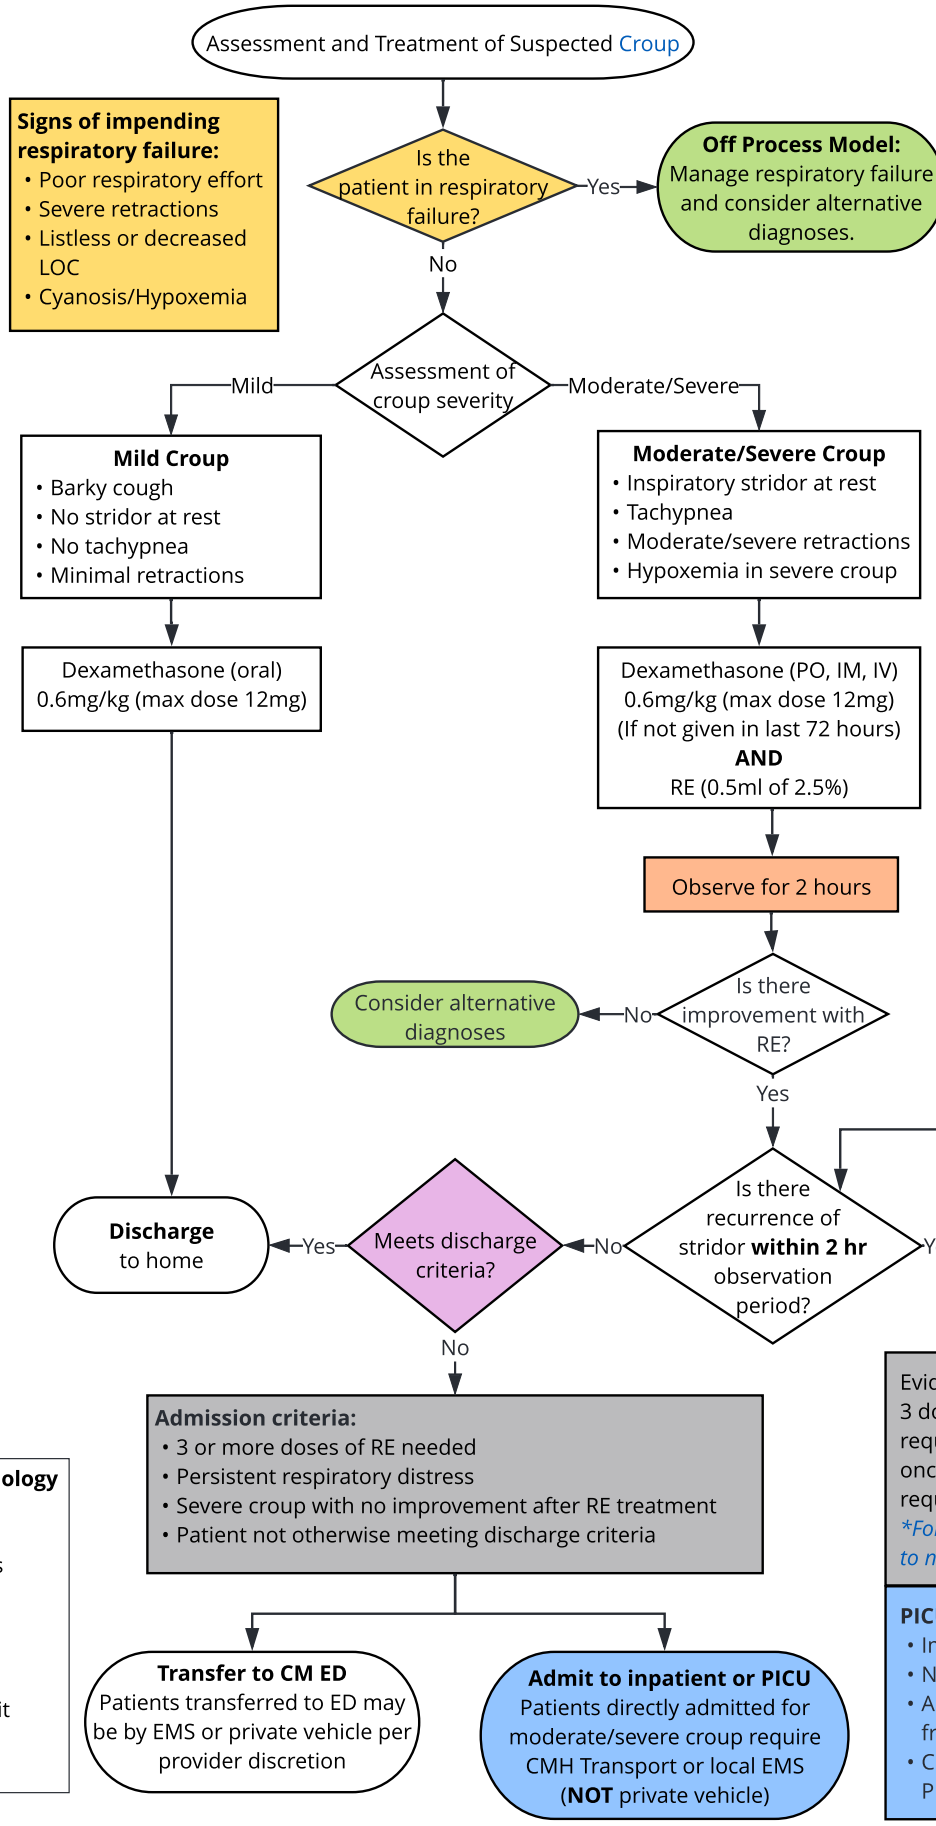 Assessment and Treatment of Suspected Croup
Signs of impending
respiratory failure:
• Poor respiratory effort
• Severe retractions
• Listless or decreased
LOC
• Cyanosis/Hypoxemia
Is the
patient in respiratory
failure?
Yes
Off Process Model:
Manage respiratory failure
and consider alternative
diagnoses.
No
Assessment of
croup severity
Mild
Moderate/Severe
Mild Croup
• Barky cough
• No stridor at rest
• No tachypnea
• Minimal retractions
Moderate/Severe Croup
• Inspiratory stridor at rest
• Tachypnea
• Moderate/severe retractions
• Hypoxemia in severe croup
Dexamethasone (oral)
0.6mg/kg (max dose 12mg)
Dexamethasone (PO, IM, IV)
0.6mg/kg (max dose 12mg)
(If not given in last 72 hours)
AND
RE (0.5ml of 2.5%)
Observe for 2 hours
Is there
improvement with
RE?
No
Consider alternative
diagnoses
Yes
Is there
recurrence of
stridor within 2 hr
observation
period?
No
Meets discharge
criteria?
Yes
Discharge
to home
No
Admission criteria:
• 3 or more doses of RE needed
• Persistent respiratory distress
• Severe croup with no improvement after RE treatment
• Patient not otherwise meeting discharge criteria
Transfer to CM ED
Patients transferred to ED may
be by EMS or private vehicle per
provider discretion
Admit to inpatient or PICU
Patients directly admitted for
moderate/severe croup require
CMH Transport or local EMS
(NOT private vehicle)
ology
3
to